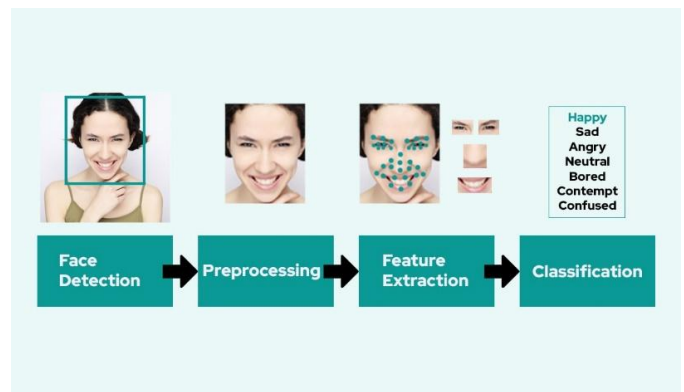 Happy
Sad
Angry
Neutral
Bored
Contempt
Confused
Face
Detection
Preprocessing
Feature
Extraction
Classification